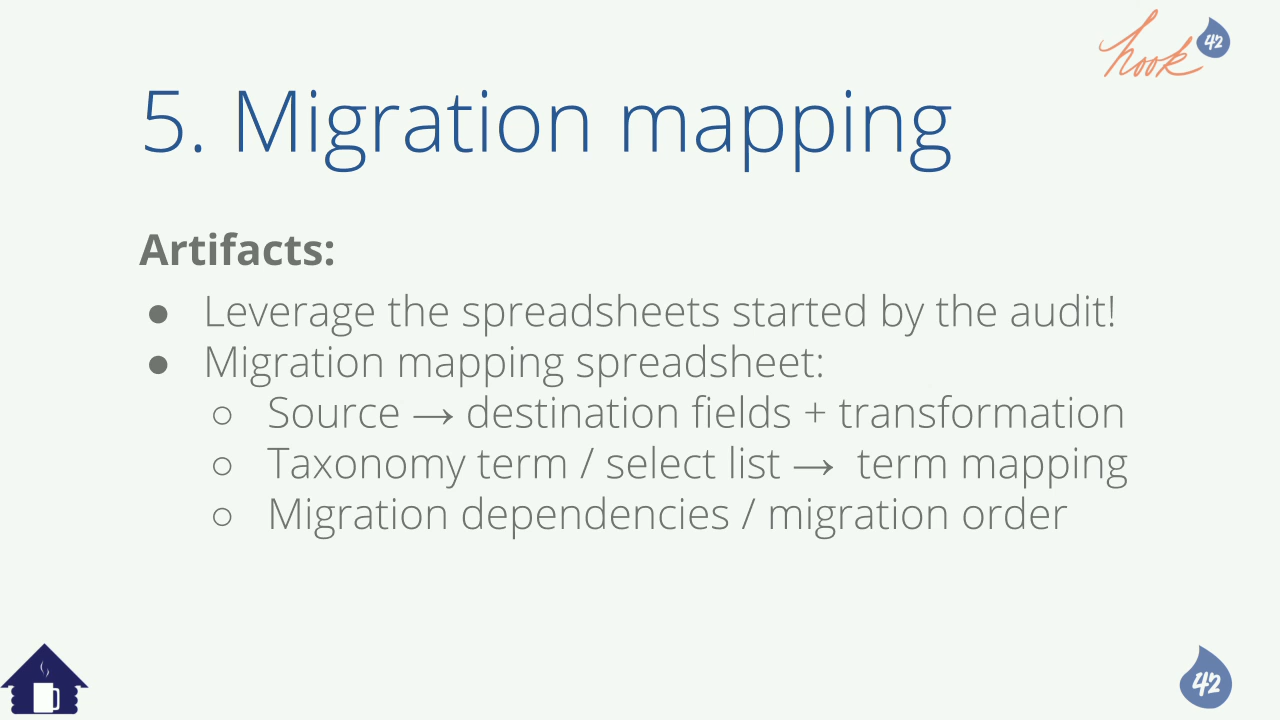 hook 42
5. Migration mapping
Artifacts:
● Leverage the spreadsheets started by the audit!
● Migration mapping spreadsheet:
○ Source → destination fields + transformation
○ Taxonomy term / select list → term mapping
○ Migration dependencies / migration order
42